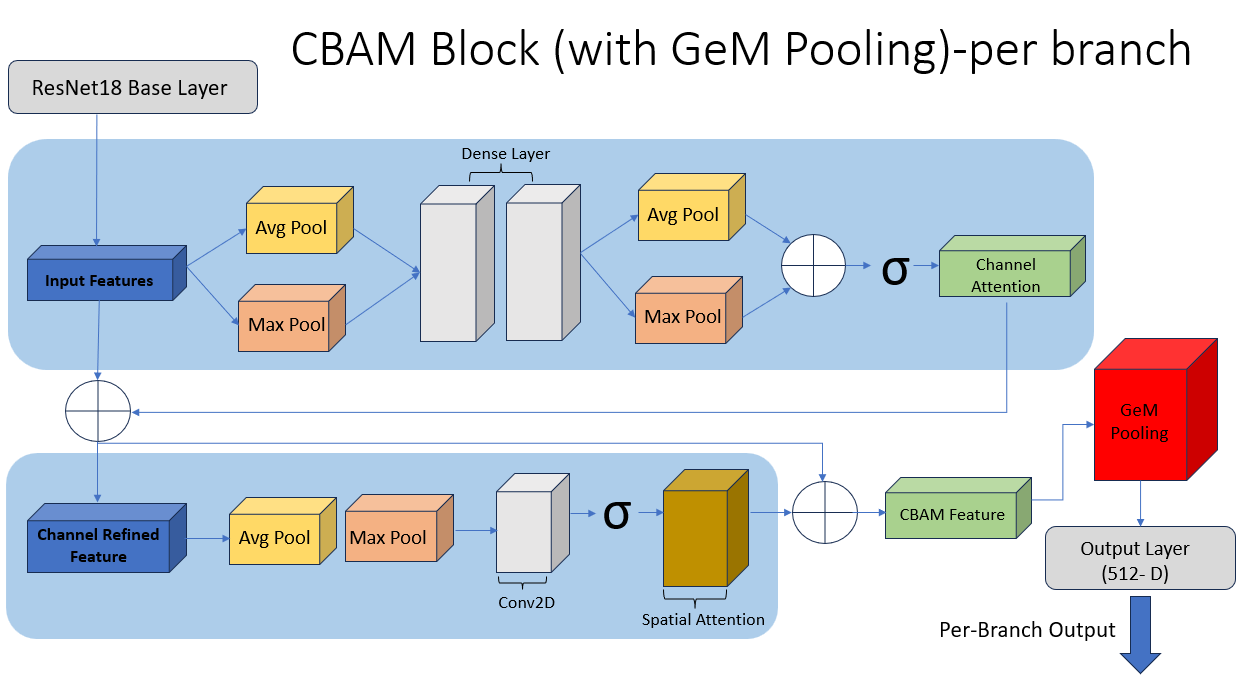 CBAM Block (with GeM Pooling)-per branch
ResNet18 Base Layer
Dense Layer
Avg Pool
Avg Pool
Input Features
σ
Channel
Attention
Max Pool
Max Pool
GeM
Pooling
Channel Refined
Feature
Avg Pool
Max Pool
σ
CBAM Feature
Conv2D
Spatial Attention
Output Layer
(512- D)
Per-Branch Output